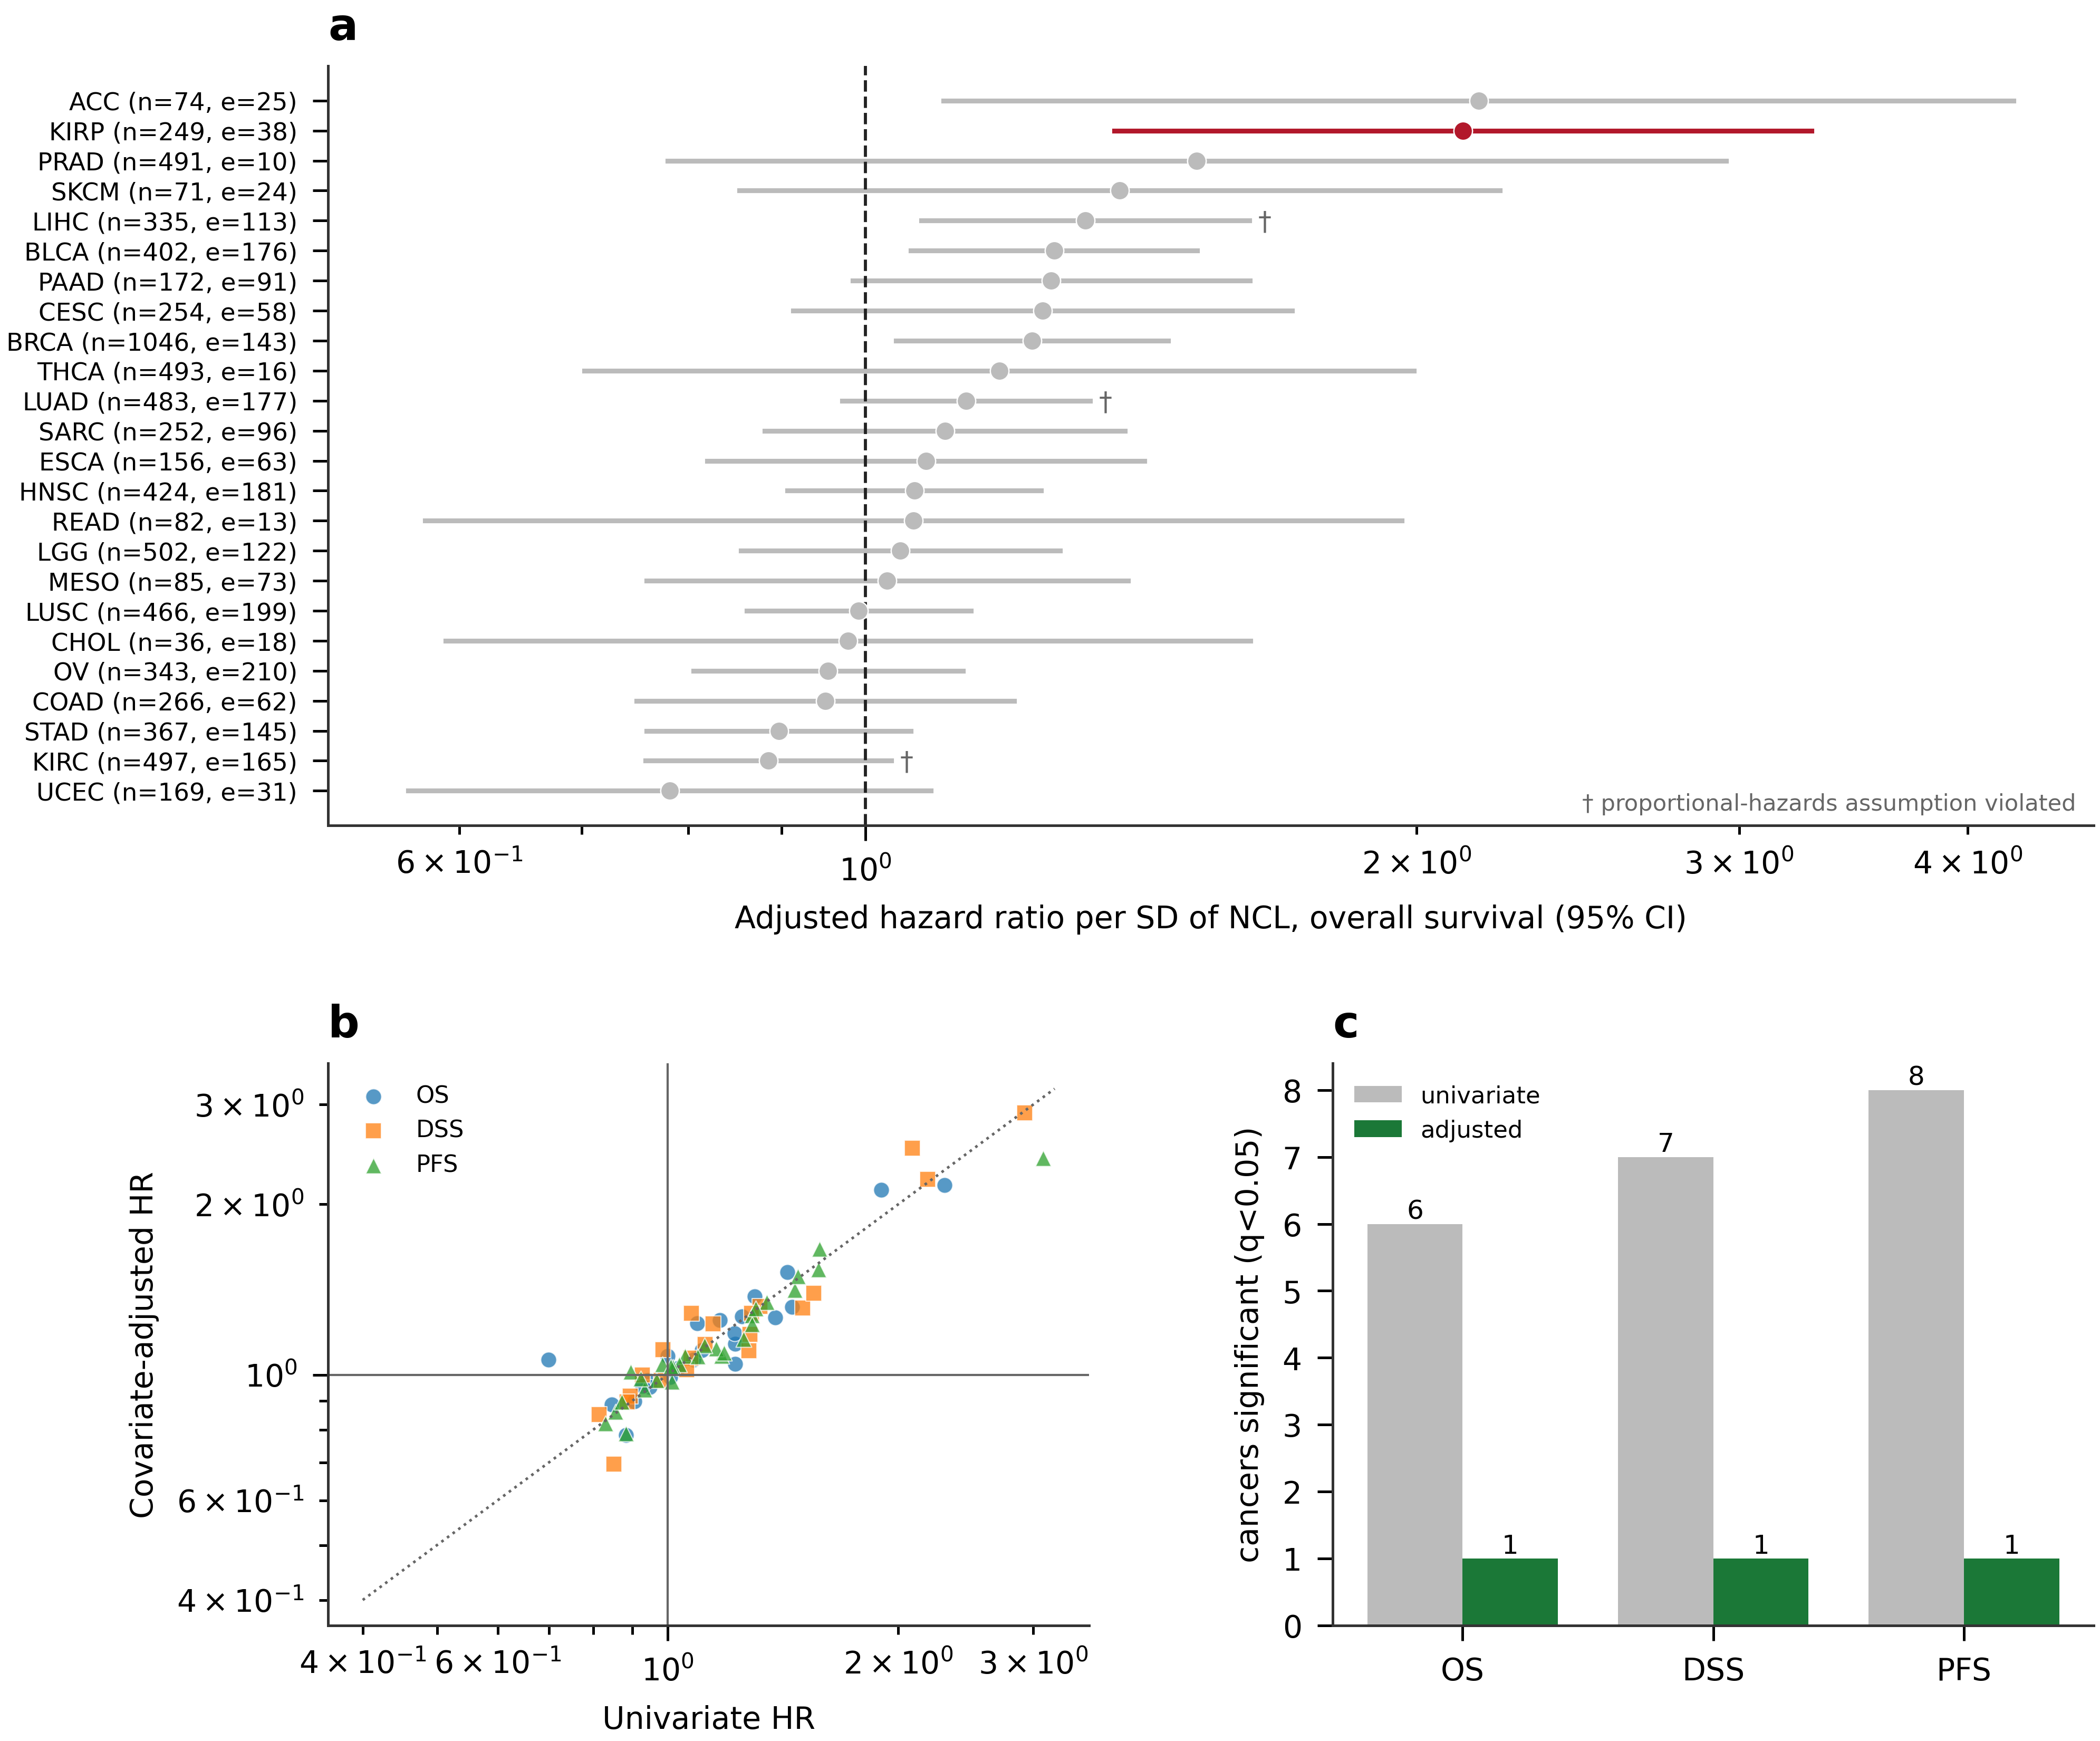 a
ACC (n=74, e=25)
KIRP (n=249, e=38)
PRAD (n=491, e=10)
SKCM (n=71, e=24)
LIHC (n=335, e=113)
†
BLCA (n=402, e=176)
PAAD (n=172, e=91)
CESC (n=254, e=58)
BRCA (n=1046, e=143)
THCA (n=493, e=16)
LUAD (n=483, e=177)
†
SARC (n=252, e=96)
ESCA (n=156, e=63)
HNSC (n=424, e=181)
READ (n=82, e=13)
LGG (n=502, e=122)
MESO (n=85, e=73)
LUSC (n=466, e=199)
CHOL (n=36, e=18)
OV (n=343, e=210)
COAD (n=266, e=62)
STAD (n=367, e=145)
KIRC (n=497, e=165)
†
UCEC (n=169, e=31)
† proportional-hazards assumption violated
6 × 10⁻¹ 10⁰ 2 × 10⁰ 3 × 10⁰ 4 × 10⁰
Adjusted hazard ratio per SD of NCL, overall survival (95% CI)
b
OS
DSS
PFS
3 × 10⁰
2 × 10⁰
10⁰
6 × 10⁻¹
4 × 10⁻¹
Covariate-adjusted HR
4 × 10⁻¹ 6 × 10⁻¹ 10⁰ 2 × 10⁰ 3 × 10⁰
Univariate HR
c
univariate
adjusted
8
7
6
5
4
3
2
1
0
cancers significant (q<0.05)
6
1
7
1
8
1
OS DSS PFS